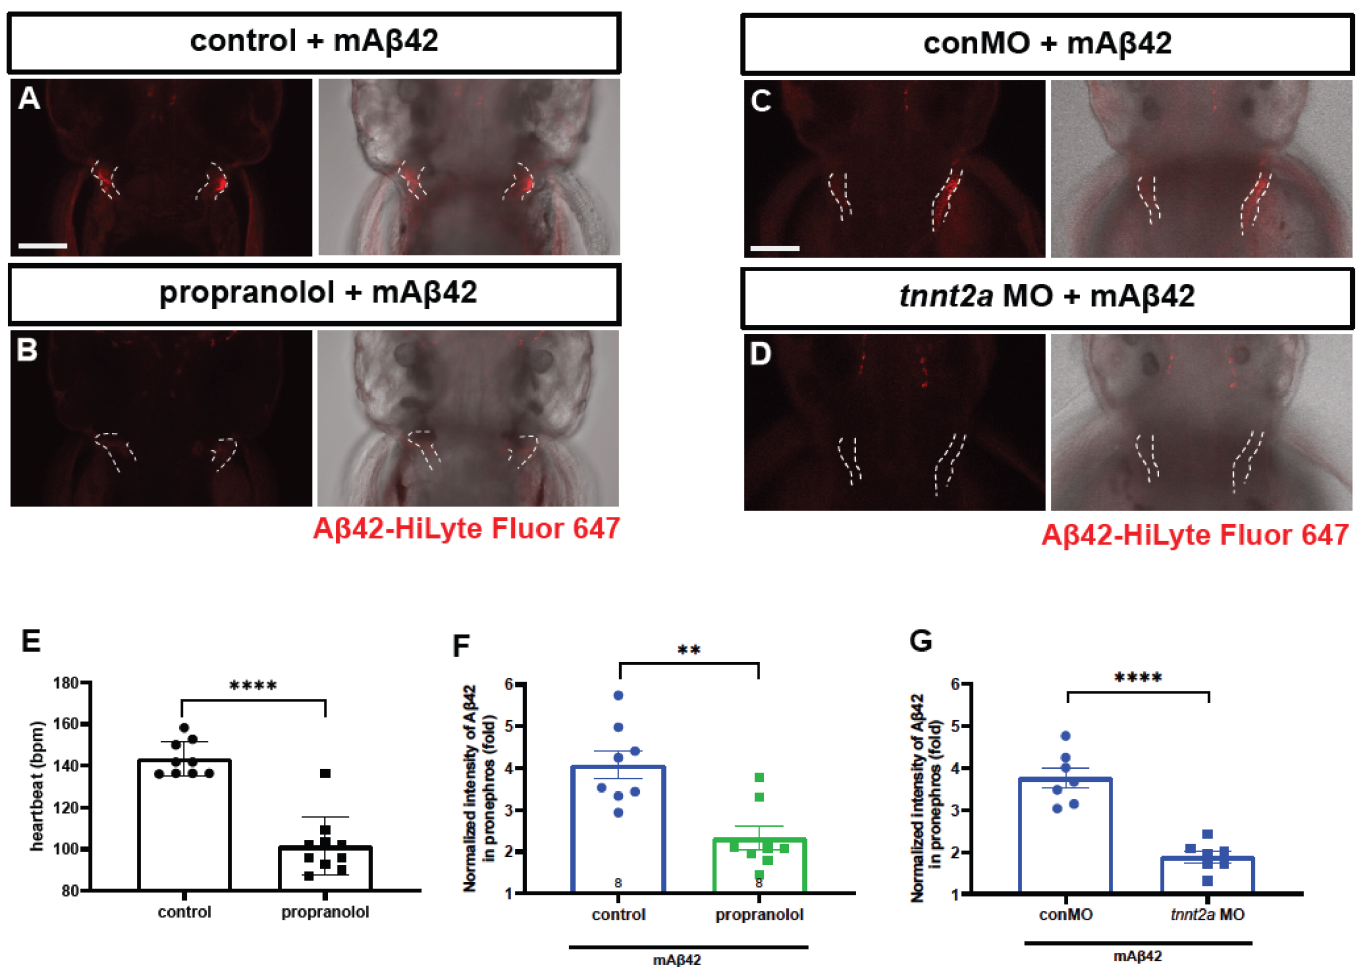 control + mAβ42
conMO + mAβ42
A
C
propranolol + mAβ42
tnnt2a MO + mAβ42
B
D
Aβ42-HiLyte Fluor 647
Aβ42-HiLyte Fluor 647
E
heartbeat (bpm)
180
160
140
120
100
80
****
control
propranolol
F
Normalized intensity of Aβ42
in pronephros (fold)
6
5
4
3
2
1
**
8
8
control
propranolol
mAβ42
G
Normalized intensity of Aβ42
in pronephros (fold)
6
5
4
3
2
1
****
conMO
tnnt2a MO
mAβ42